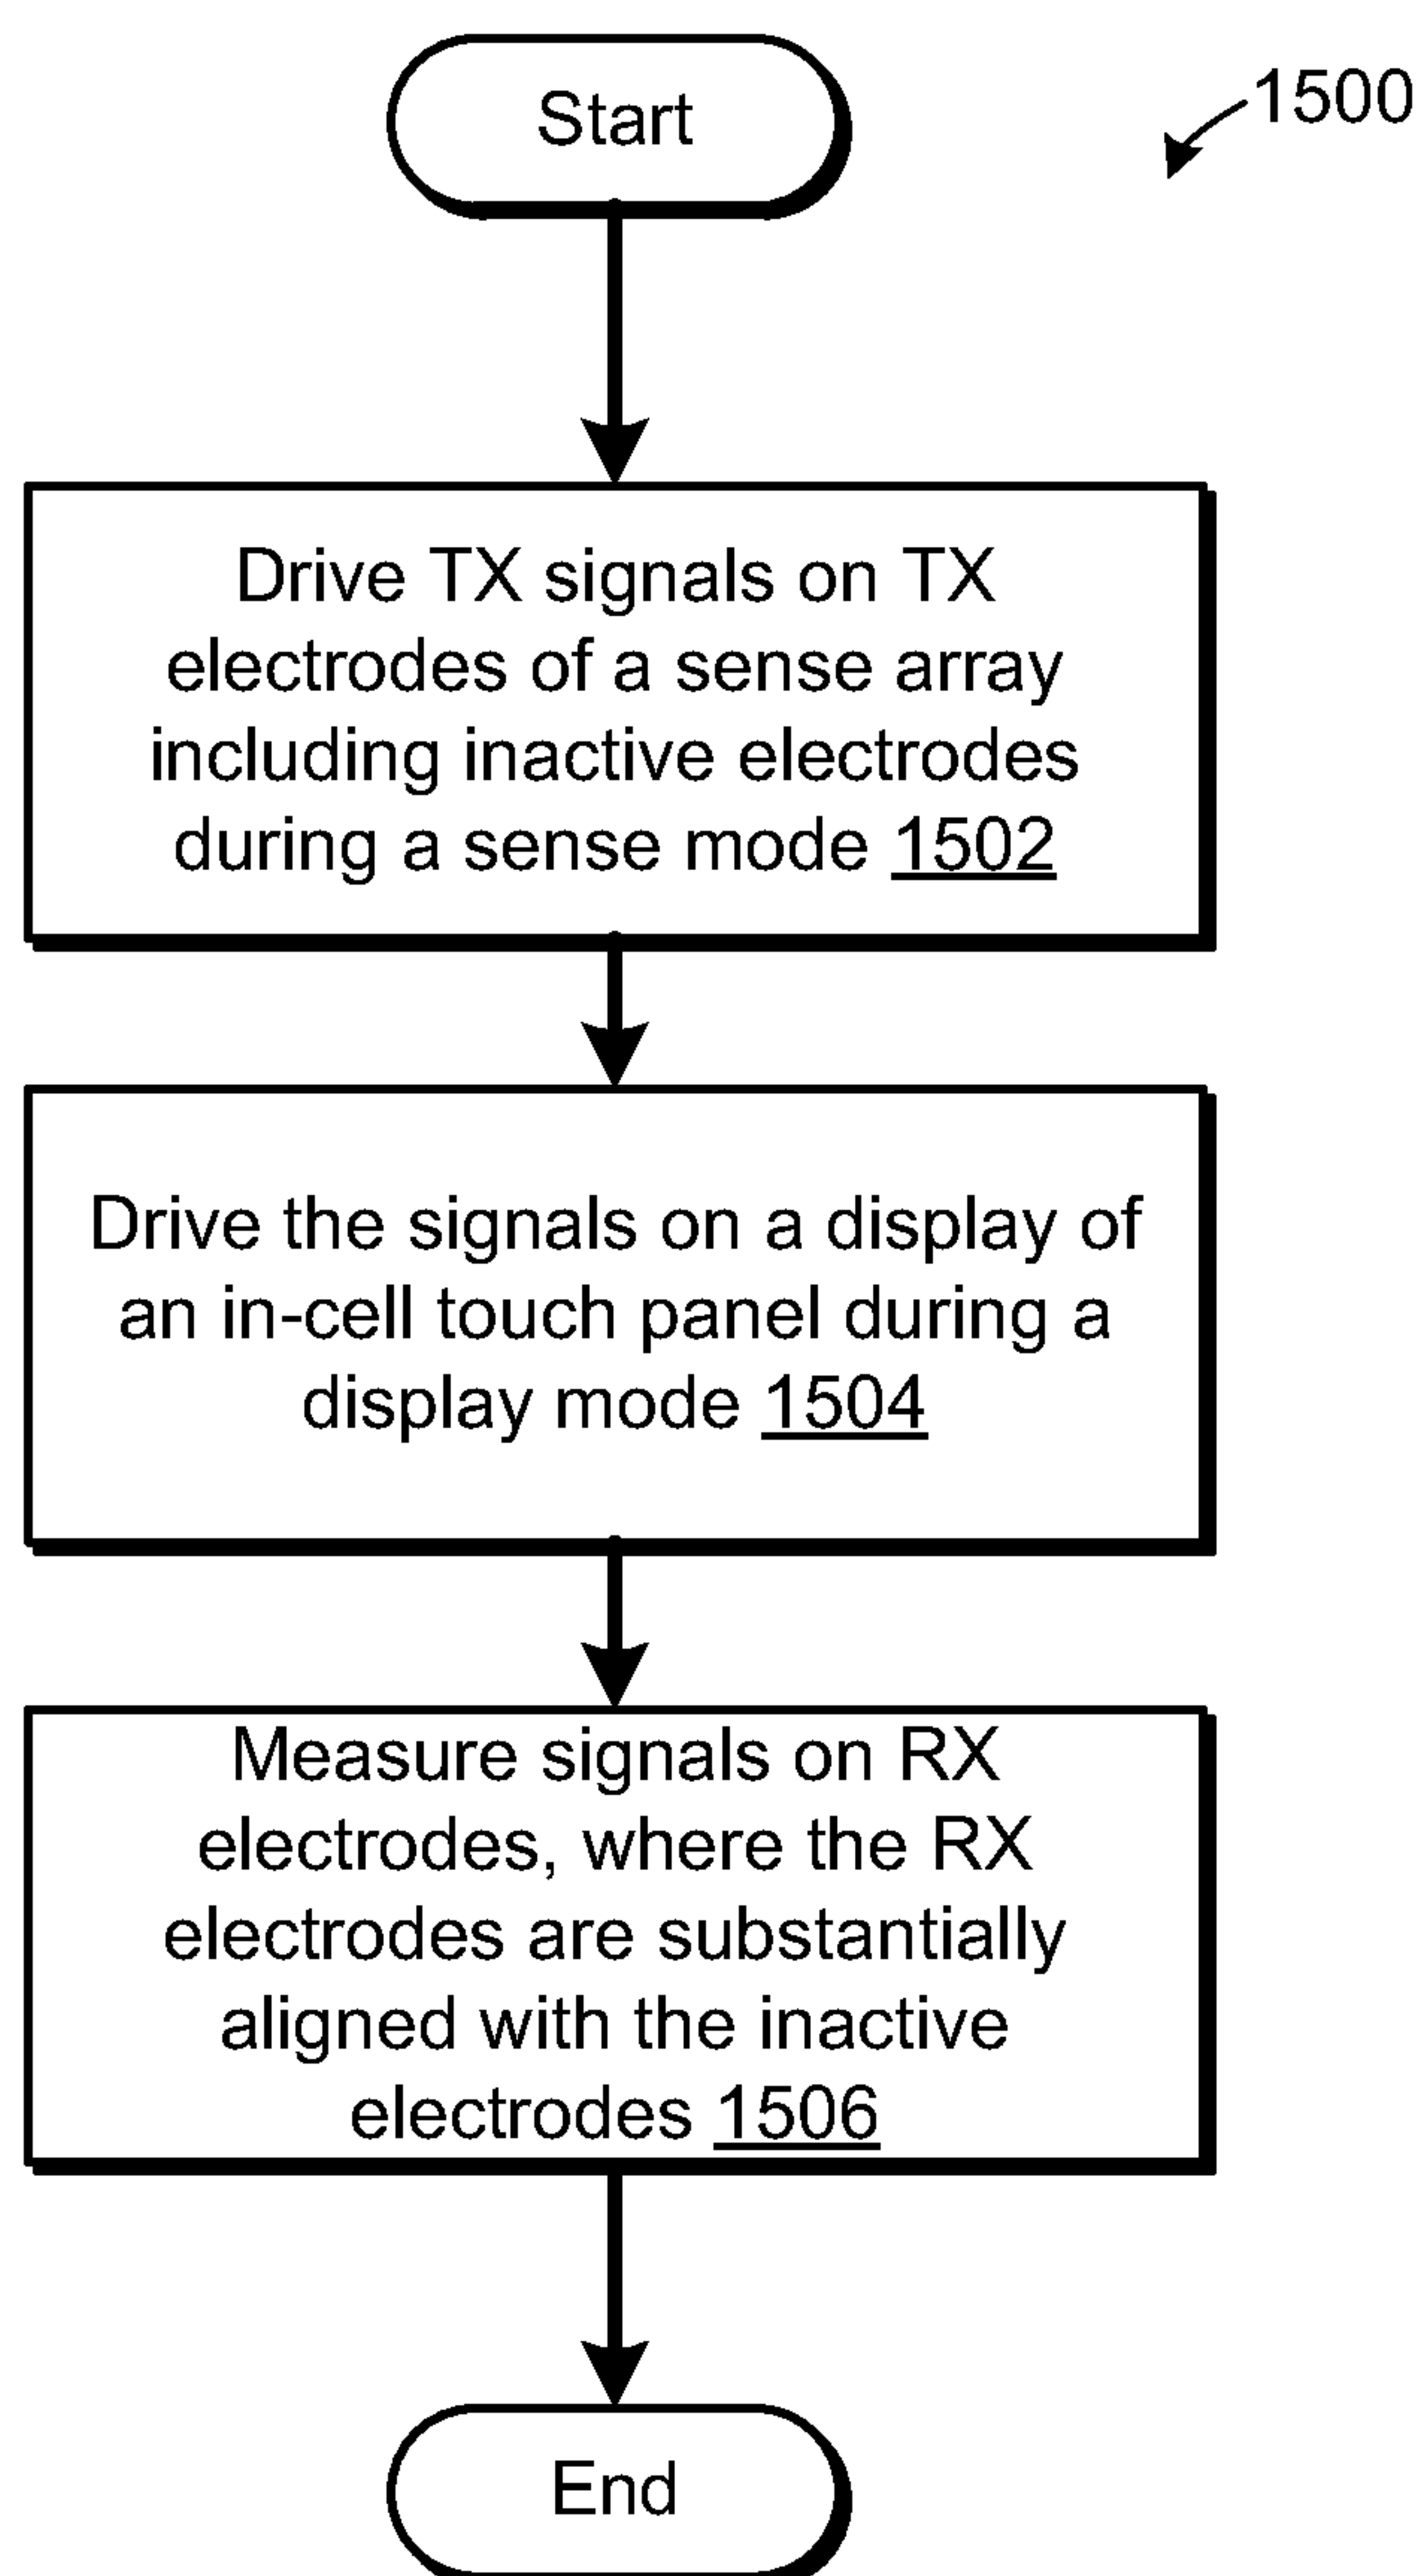 Start
1500
Drive TX signals on TX
electrodes of a sense array
including inactive electrodes
during a sense mode 1502
Drive the signals on a display of
an in-cell touch panel during a
display mode 1504
Measure signals on RX
electrodes, where the RX
electrodes are substantially
aligned with the inactive
electrodes 1506
End